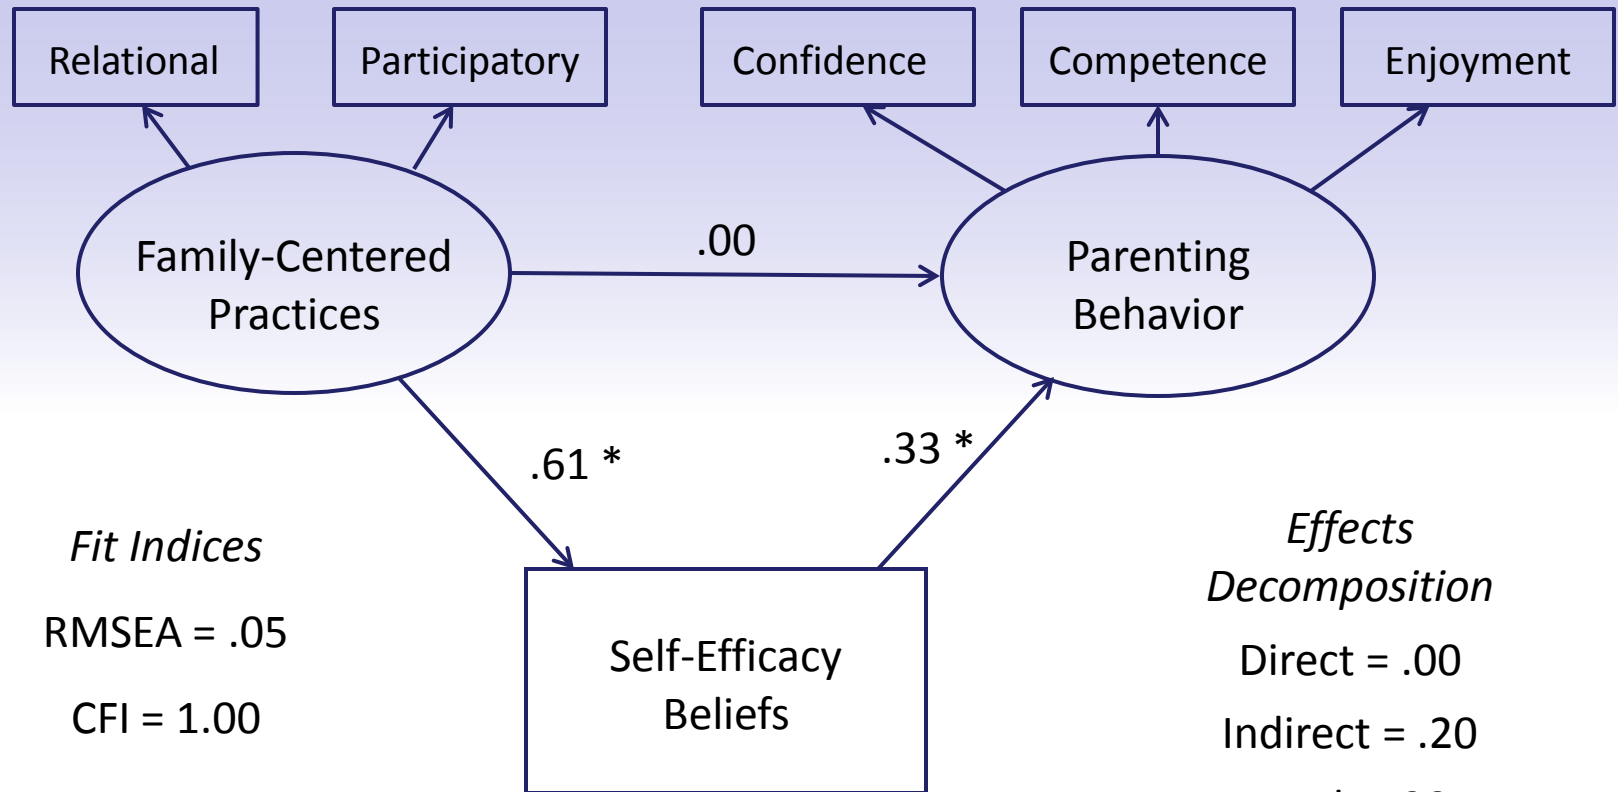 Relational
Participatory
Confidence
Competence
Enjoyment
Family-Centered
Practices
.00
Parenting
Behavior
.61 *
.33 *
Fit Indices
RMSEA = .05
CFI = 1.00
Self-Efficacy
Beliefs
Effects
Decomposition
Direct = .00
Indirect = .20